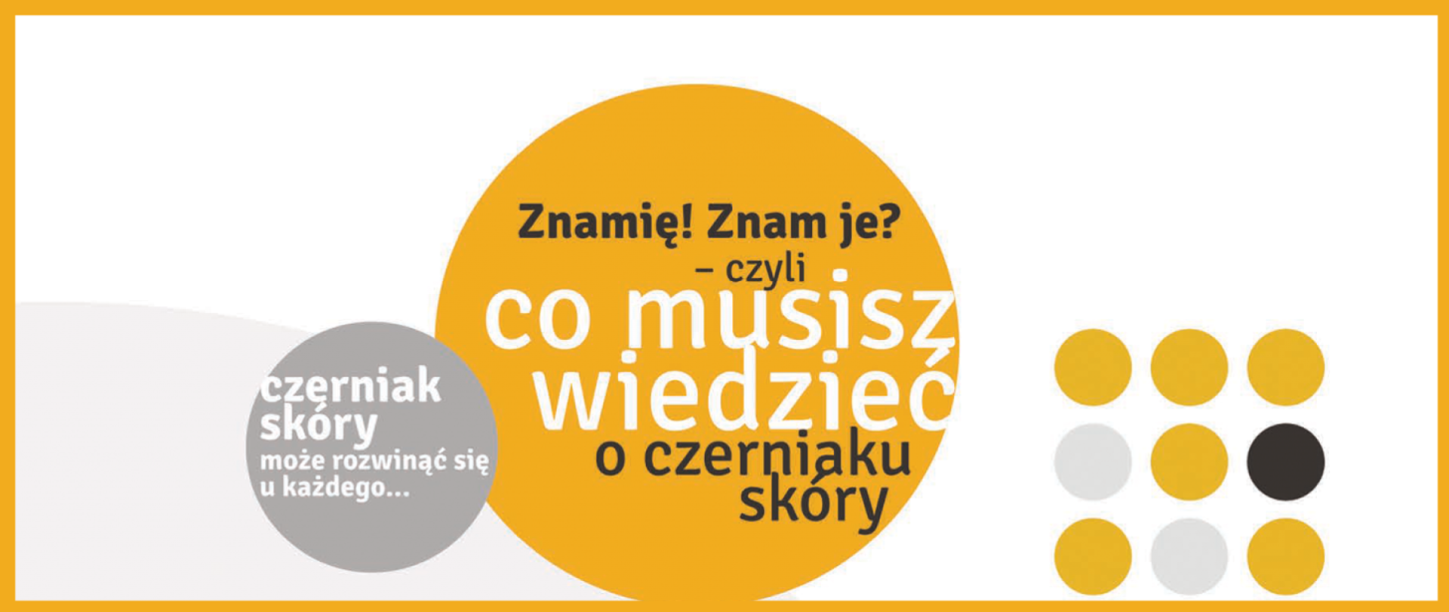 Znamię! Znam je?
– czyli
co musisz
wiedzieć
o czerniaku
skóry
czerniak
skóry
może rozwinąć się
u każdego...